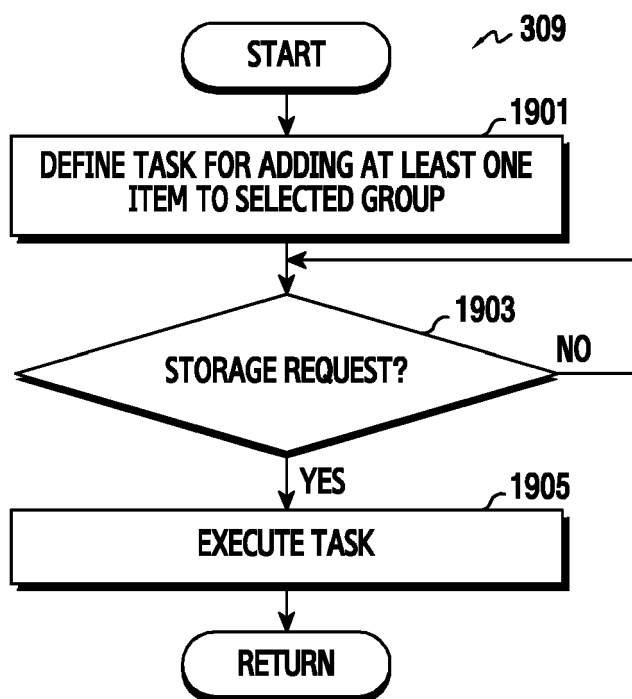 309
START
1901
DEFINE TASK FOR ADDING AT LEAST ONE
ITEM TO SELECTED GROUP
1903
STORAGE REQUEST?
NO
YES
1905
EXECUTE TASK
RETURN